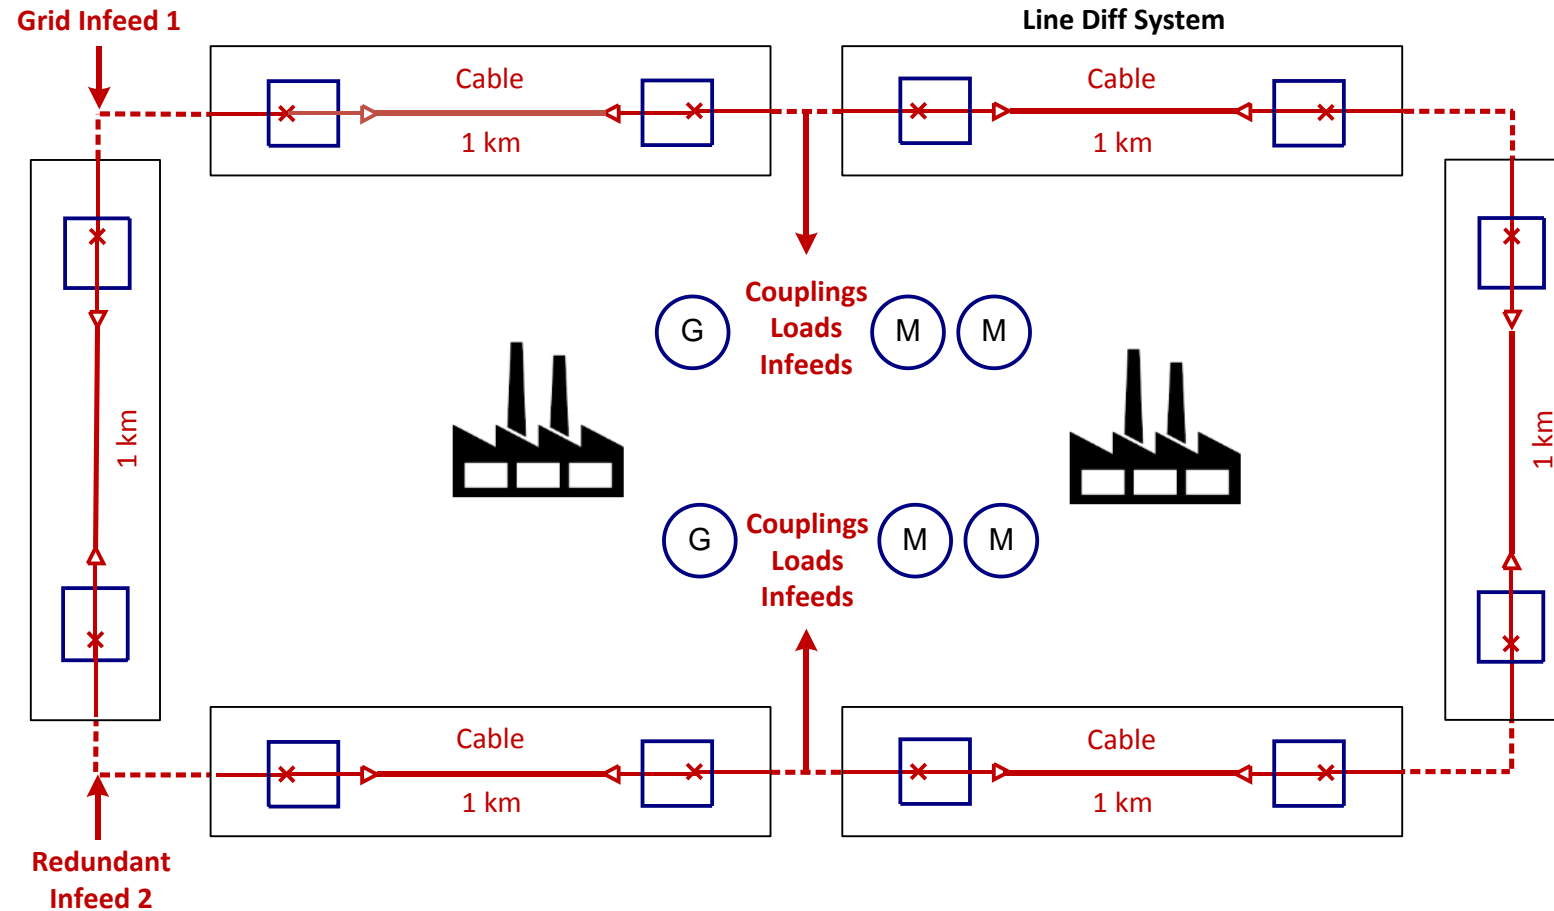 Grid Infeed 1
Line Diff System
Cable
1 km
Cable
1 km
Couplings
Loads
Infeeds
G
M
M
1 km
1 km
Couplings
Loads
Infeeds
G
M
M
Cable
1 km
Cable
1 km
Redundant
Infeed 2